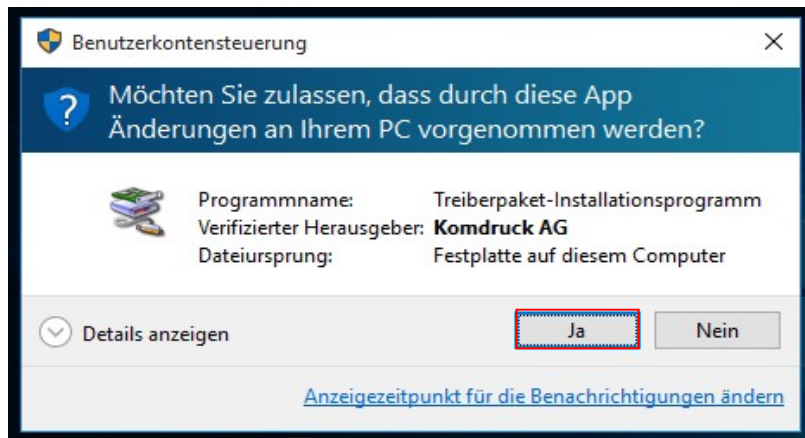 Benutzerkontensteuerung
Möchten Sie zulassen, dass durch diese App
Änderungen an Ihrem PC vorgenommen werden?
Programmname: Treiberpaket-Installationsprogramm
Verifizierter Herausgeber: Komdruck AG
Dateiursprung: Festplatte auf diesem Computer
Details anzeigen Ja Nein
Anzeigezeitpunkt für die Benachrichtigungen ändern